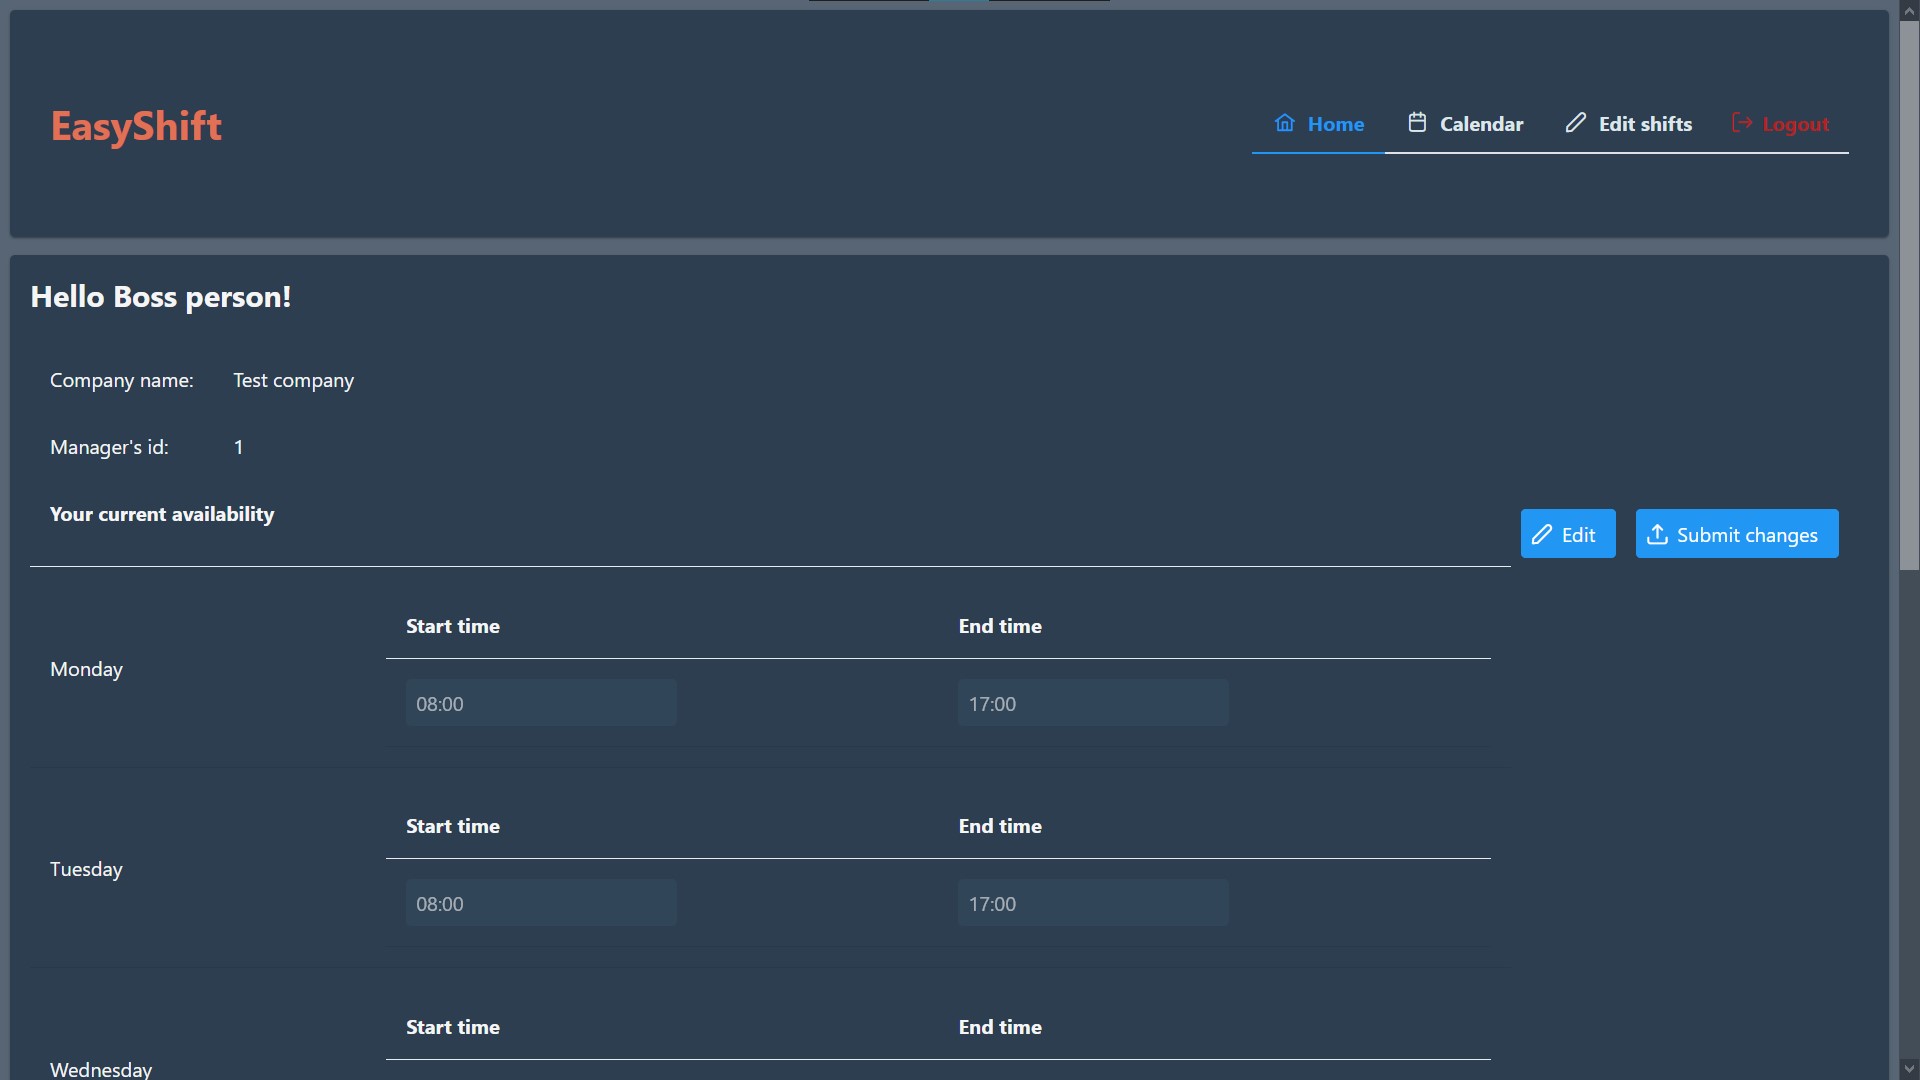 EasyShift
Home Calendar Edit shifts Logout
Hello Boss person!
Company name: Test company
Manager's id: 1
Your current availability
Edit Submit changes
Start time End time
Monday
08:00 17:00
Start time End time
Tuesday
08:00 17:00
Start time End time
Wednesday